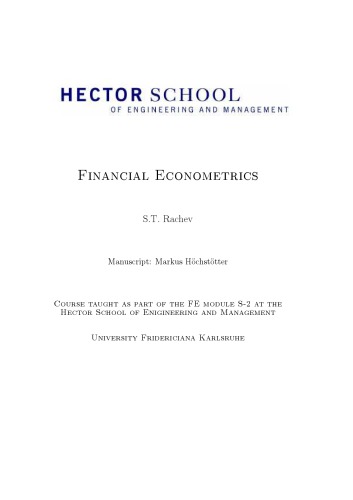 HECTOR SCHOOL
OF ENGINEERING AND MANAGEMENT
Financial Econometrics
S.T. Rachev
Manuscript: Markus Höchstötter
Course taught as part of the FE module S-2 at the
Hector School of Enigineering and Management
University Fridericiana Karlsruhe